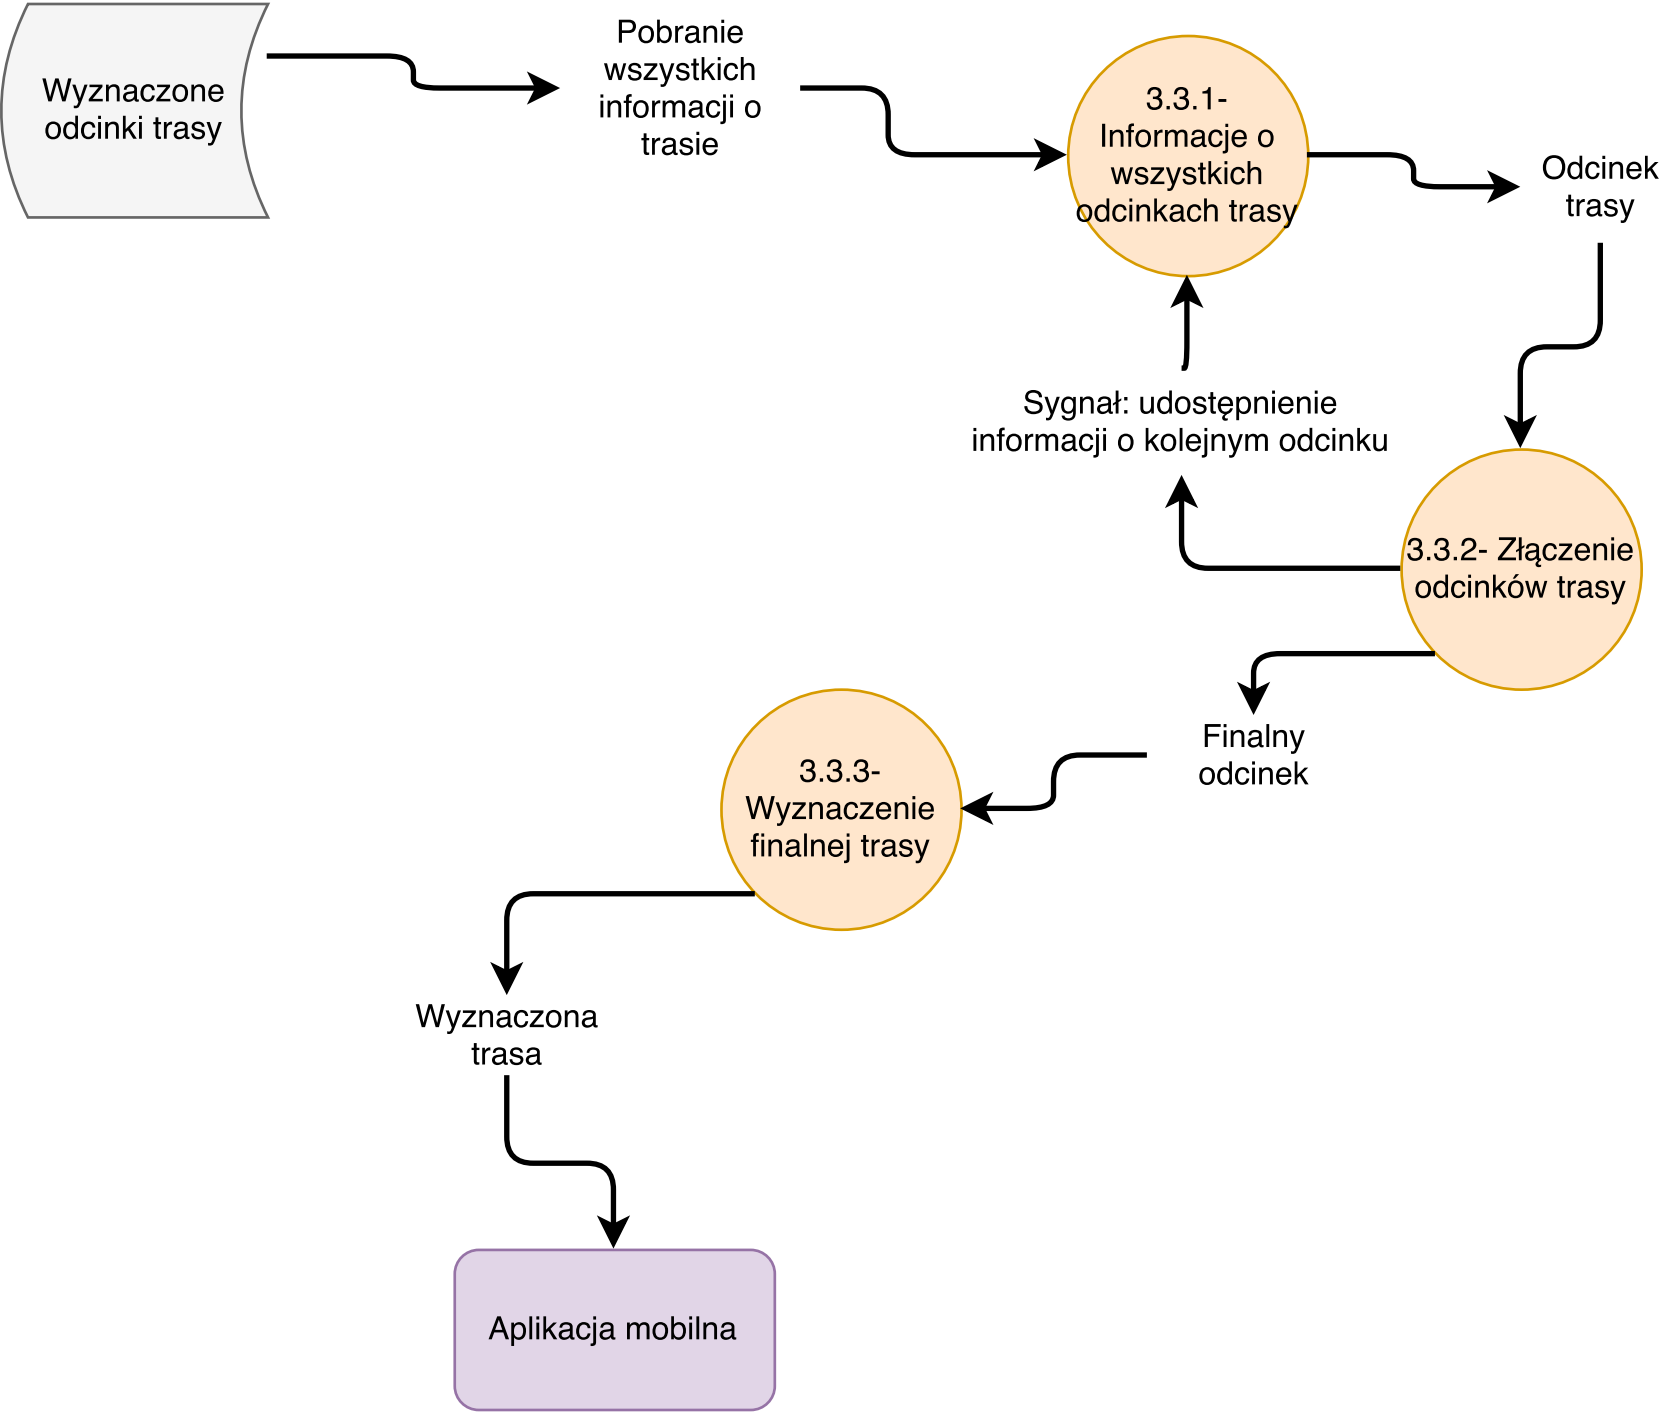 Wyznaczone
odcinki trasy
Pobranie
wszystkich
informacji o
trasie
3.3.1-
Informacje o
wszystkich
odcinkach trasy
Odcinek
trasy
Sygnał: udostępnienie
informacji o kolejnym odcinku
3.3.2- Złączenie
odcinków trasy
Finalny
odcinek
3.3.3-
Wyznaczenie
finalnej trasy
Wyznaczona
trasa
Aplikacja mobilna